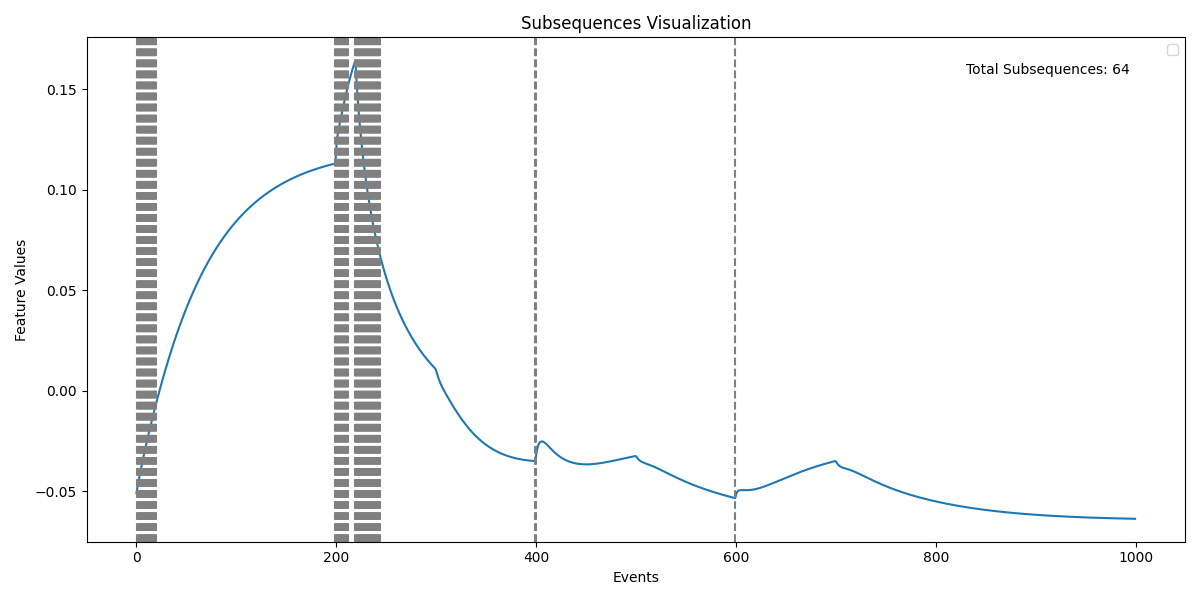 Subsequences Visualization
Total Subsequences: 64
Feature Values
0.15
0.10
0.05
0.00
−0.05
0
200
400
600
800
1000
Events